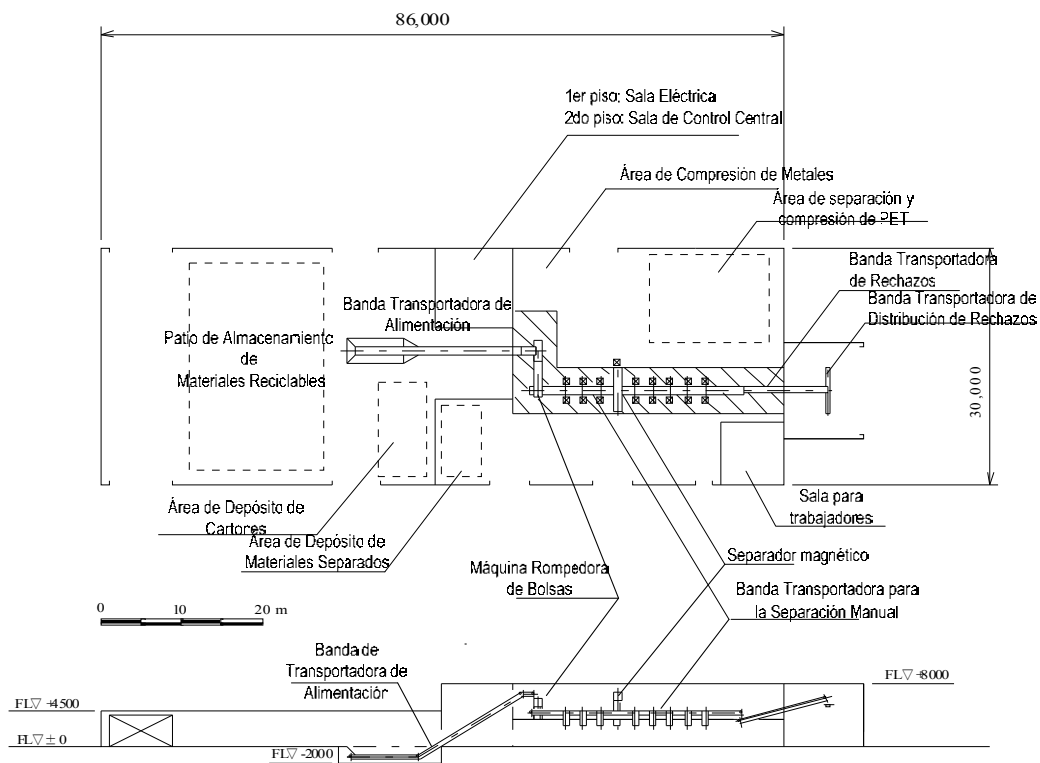 86,000
1er piso: Sala Eléctrica
2do piso: Sala de Control Central
Área de Compresión de Metales
Área de separación y
compresión de PET
Banda Transportadora
de Rechazos
Banda Transportadora de
Distribución de Rechazos
Banda Transportadora de
Alimentación
Patio de Almacenamiento
de
Materiales Reciclables
30,000
Área de Depósito de
Cartones
Área de Depósito de
Materiales Separados
Sala para
trabajadores
Máquina Rompedora
de Bolsas
Separador magnético
Banda Transportadora para
la Separación Manual
0 10 20 m
Banda de
Transportadora de
Alimentación
FL▽+8000
FL▽+4500
FL▽±0
FL▽-2000